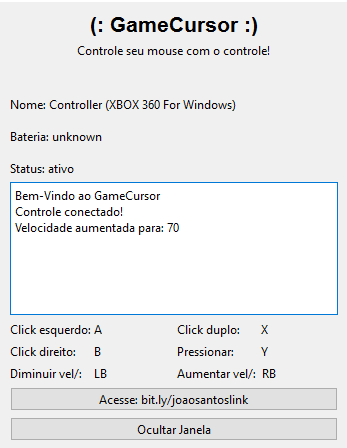 (: GameCursor :)
Controle seu mouse com o controle!
Nome: Controller (XBOX 360 For Windows)
Bateria: unknown
Status: ativo
Bem-Vindo ao GameCursor
Controle conectado!
Velocidade aumentada para: 70
Click esquerdo: A Click duplo: X
Click direito: B Pressionar: Y
Diminuir vel/: LB Aumentar vel/: RB
Acesse: bit.ly/joaosantoslink
Ocultar Janela